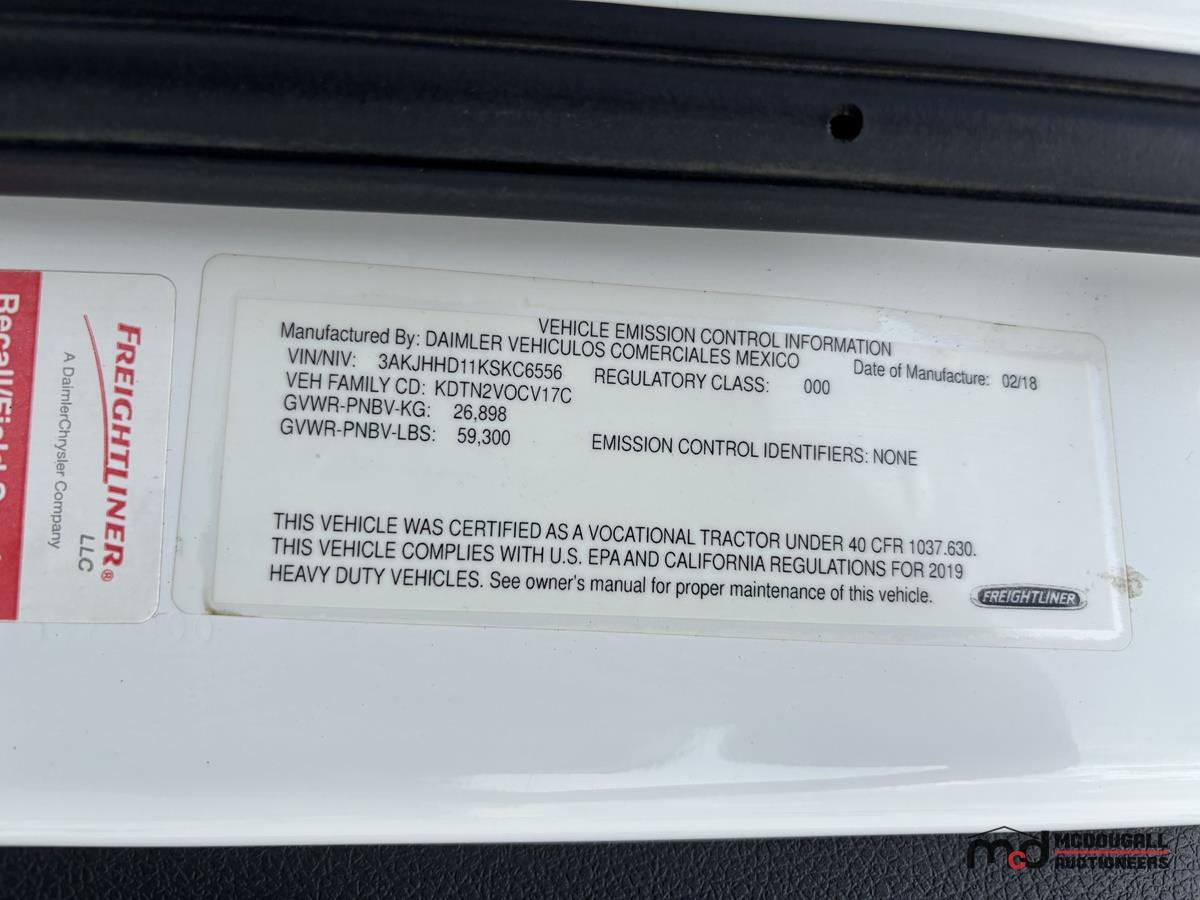 VEHICLE EMISSION CONTROL INFORMATION
Manufactured By: DAIMLER VEHICULOS COMERCIALES MEXICO
Date of Manufacture: 02/18
VIN/NIV: 3AKJHHD11KSKC6556
REGULATORY CLASS: 000
VEH FAMILY CD: KDTN2VOCV17C
GVWR-PNBV-KG: 26,898
GVWR-PNBV-LBS: 59,300
EMISSION CONTROL IDENTIFIERS: NONE
THIS VEHICLE WAS CERTIFIED AS A VOCATIONAL TRACTOR UNDER 40 CFR 1037.630.
THIS VEHICLE COMPLIES WITH U.S. EPA AND CALIFORNIA REGULATIONS FOR 2019
HEAVY DUTY VEHICLES. See owner's manual for proper maintenance of this vehicle.
FREIGHTLINER
FREIGHTLINER®
LLC
A DaimlerChrysler Company
mcd MCDOUGALL
AUCTIONEERS